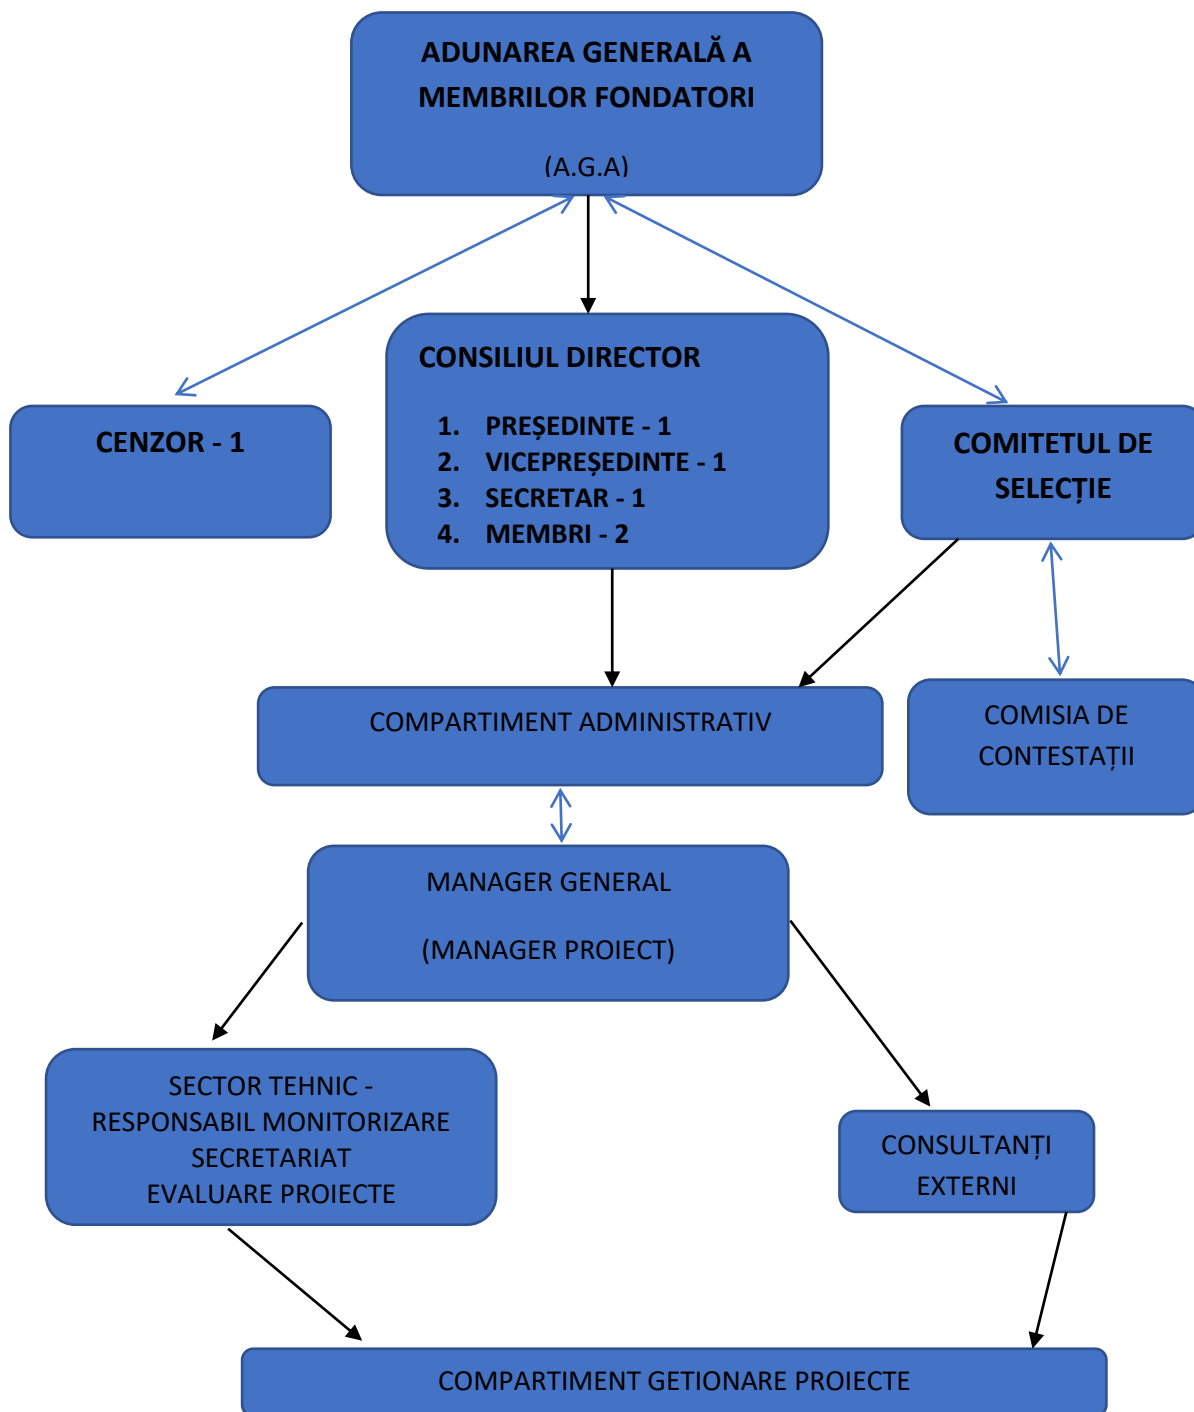 ADUNAREA GENERALĂ A
MEMBRILOR FONDATORI
(A.G.A)
CONSILIUL DIRECTOR
1. PREȘEDINTE - 1
2. VICEPREȘEDINTE - 1
3. SECRETAR - 1
4. MEMBRI - 2
CENZOR - 1
COMITETUL DE
SELECȚIE
COMPARTIMENT ADMINISTRATIV
COMISIA DE
CONTESTAȚII
MANAGER GENERAL
(MANAGER PROIECT)
SECTOR TEHNIC -
RESPONSABIL MONITORIZARE
SECRETARIAT
EVALUARE PROIECTE
CONSULTANȚI
EXTERNI
COMPARTIMENT GETIONARE PROIECTE